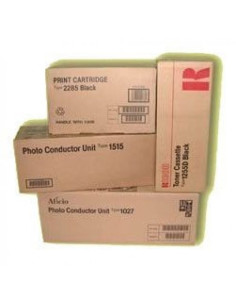 PRINT CARTRIDGE
Type 2285 Black
HANDLE WITH CARE
Photo Conductor Unit Type 1515
Aficio
Photo Conductor Unit Type 1027
RICOH
Toner Cassette
Type 1255D Black